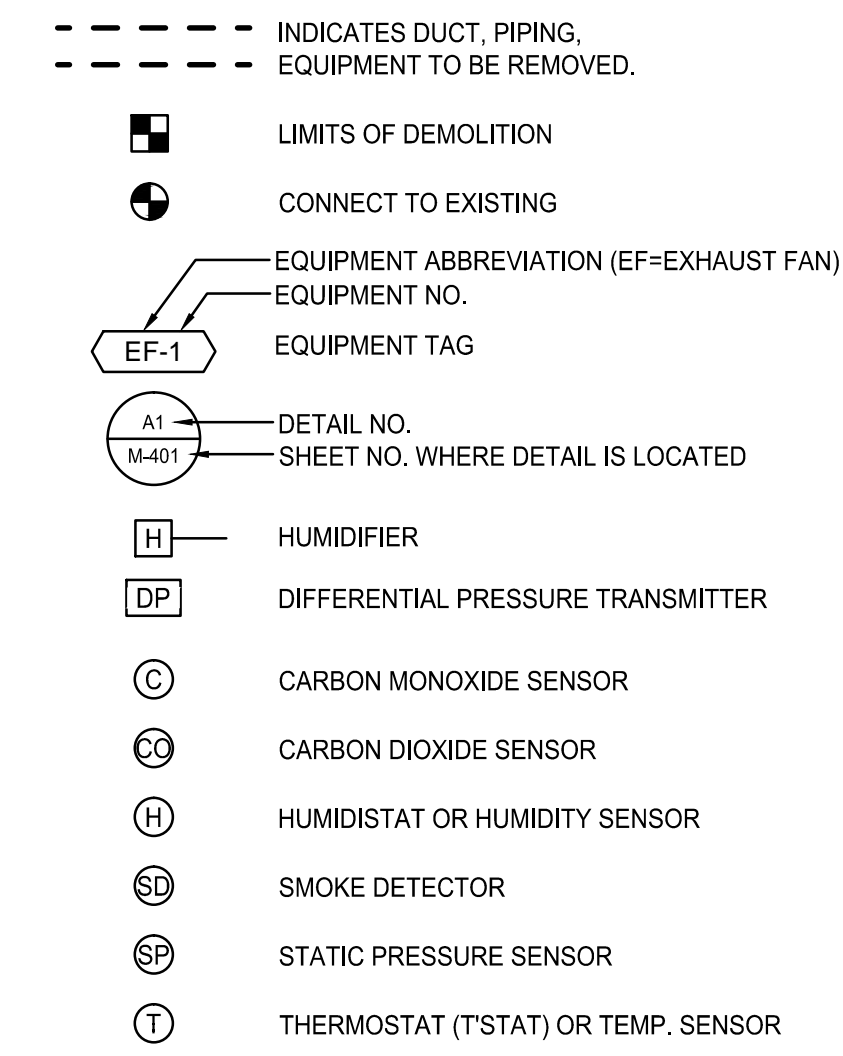 INDICATES DUCT, PIPING,
EQUIPMENT TO BE REMOVED.
LIMITS OF DEMOLITION
CONNECT TO EXISTING
EQUIPMENT ABBREVIATION (EF=EXHAUST FAN)
EQUIPMENT NO.
EF-1 EQUIPMENT TAG
A1 DETAIL NO.
M-401 SHEET NO. WHERE DETAIL IS LOCATED
H HUMIDIFIER
DP DIFFERENTIAL PRESSURE TRANSMITTER
C CARBON MONOXIDE SENSOR
CO CARBON DIOXIDE SENSOR
H HUMIDISTAT OR HUMIDITY SENSOR
SD SMOKE DETECTOR
SP STATIC PRESSURE SENSOR
T THERMOSTAT (T'STAT) OR TEMP. SENSOR